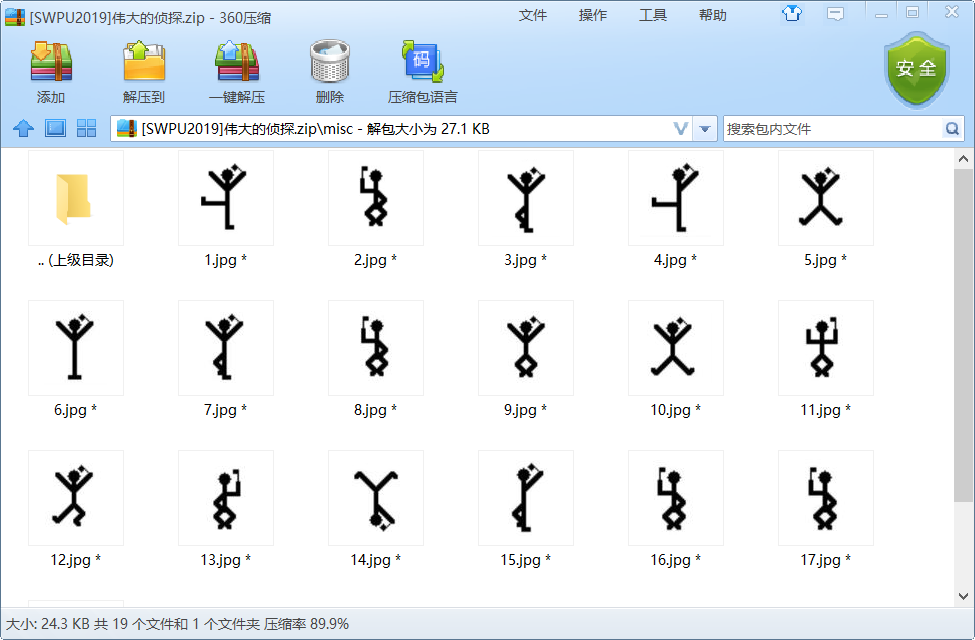 [SWPU2019]伟大的侦探.zip - 360压缩
文件 操作 工具 帮助
添加 解压到 一键解压 删除 压缩包语言
码
安全
[SWPU2019]伟大的侦探.zip\misc - 解包大小为 27.1 KB
搜索包内文件
.. (上级目录) 1.jpg * 2.jpg * 3.jpg * 4.jpg * 5.jpg *
6.jpg * 7.jpg * 8.jpg * 9.jpg * 10.jpg * 11.jpg *
12.jpg * 13.jpg * 14.jpg * 15.jpg * 16.jpg * 17.jpg *
大小: 24.3 KB 共 19 个文件和 1 个文件夹 压缩率 89.9%